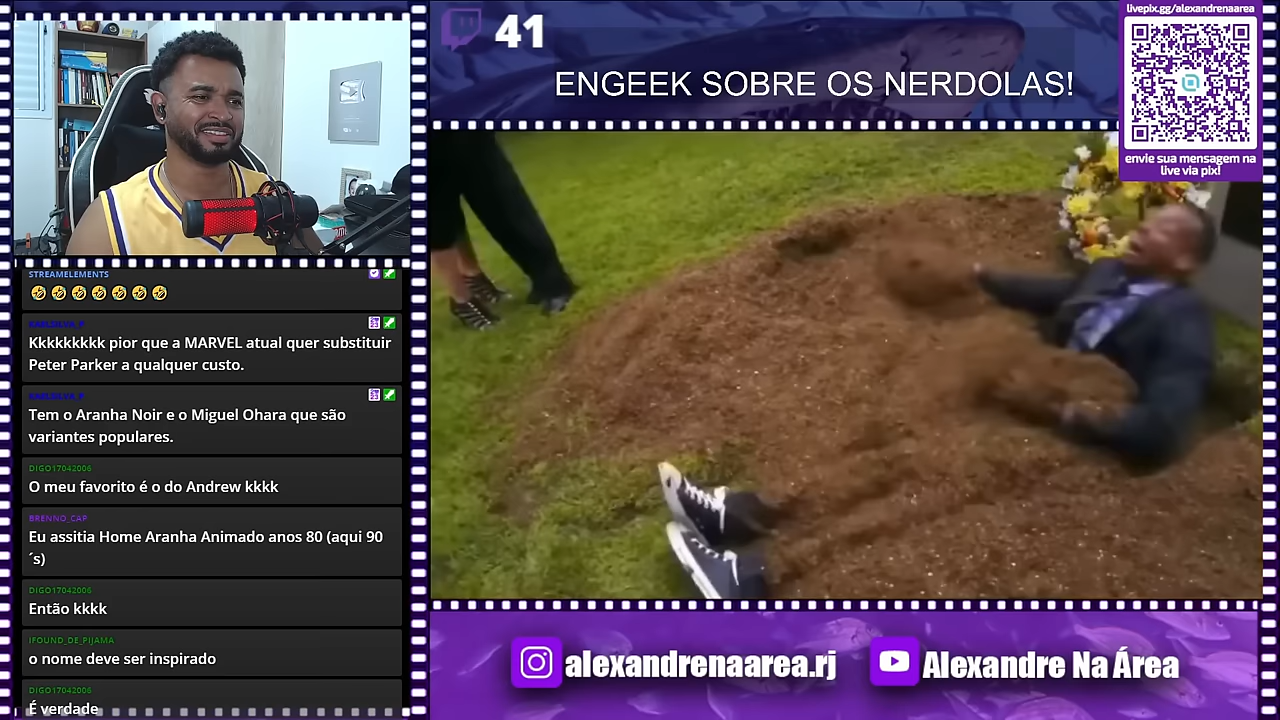 livepix.gg/alexandrenaarea
41
ENGEEK SOBRE OS NERDOLAS!
envie sua mensagem na
live via pix!
STREAMELEMENTS
Kkkkkkkkk pior que a MARVEL atual quer substituir
Peter Parker a qualquer custo.
Tem o Aranha Noir e o Miguel Ohara que são
variantes populares.
DIGO17042006
O meu favorito é o do Andrew kkkk
BRENNO_CAP
Eu assitia Home Aranha Animado anos 80 (aqui 90
´s)
DIGO17042006
Então kkkk
IFOUND_DE_PIJAMA
o nome deve ser inspirado
DIGO17042006
É verdade
alexandrenaarea.rj
Alexandre Na Área